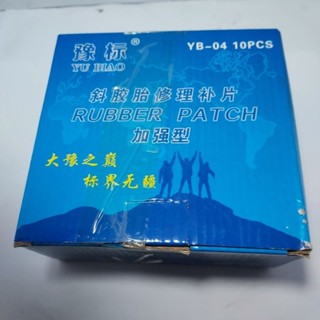 豫标® YB-04 10PCS
YU BIAO
斜胶胎修理补片
RUBBER PATCH
加强型
大豫之巅
标界无疆